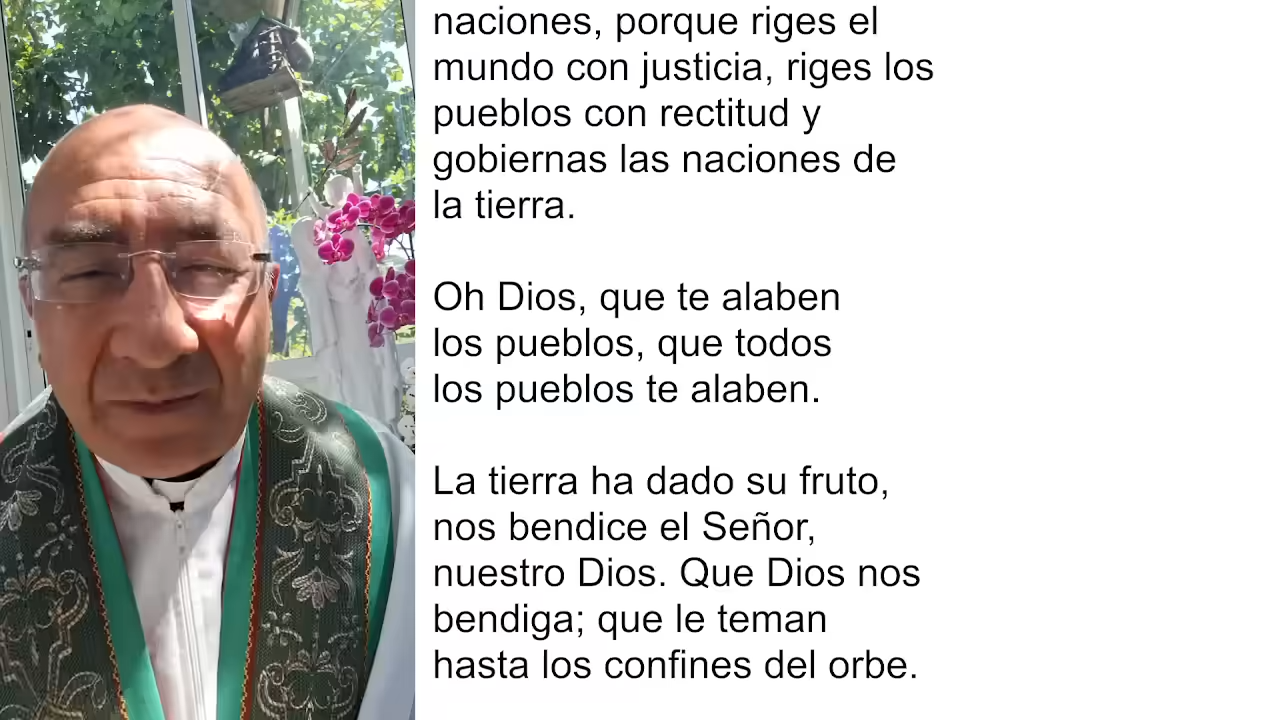 naciones, porque riges el
mundo con justicia, riges los
pueblos con rectitud y
gobiernas las naciones de
la tierra.
Oh Dios, que te alaben
los pueblos, que todos
los pueblos te alaben.
La tierra ha dado su fruto,
nos bendice el Señor,
nuestro Dios. Que Dios nos
bendiga; que le teman
hasta los confines del orbe.